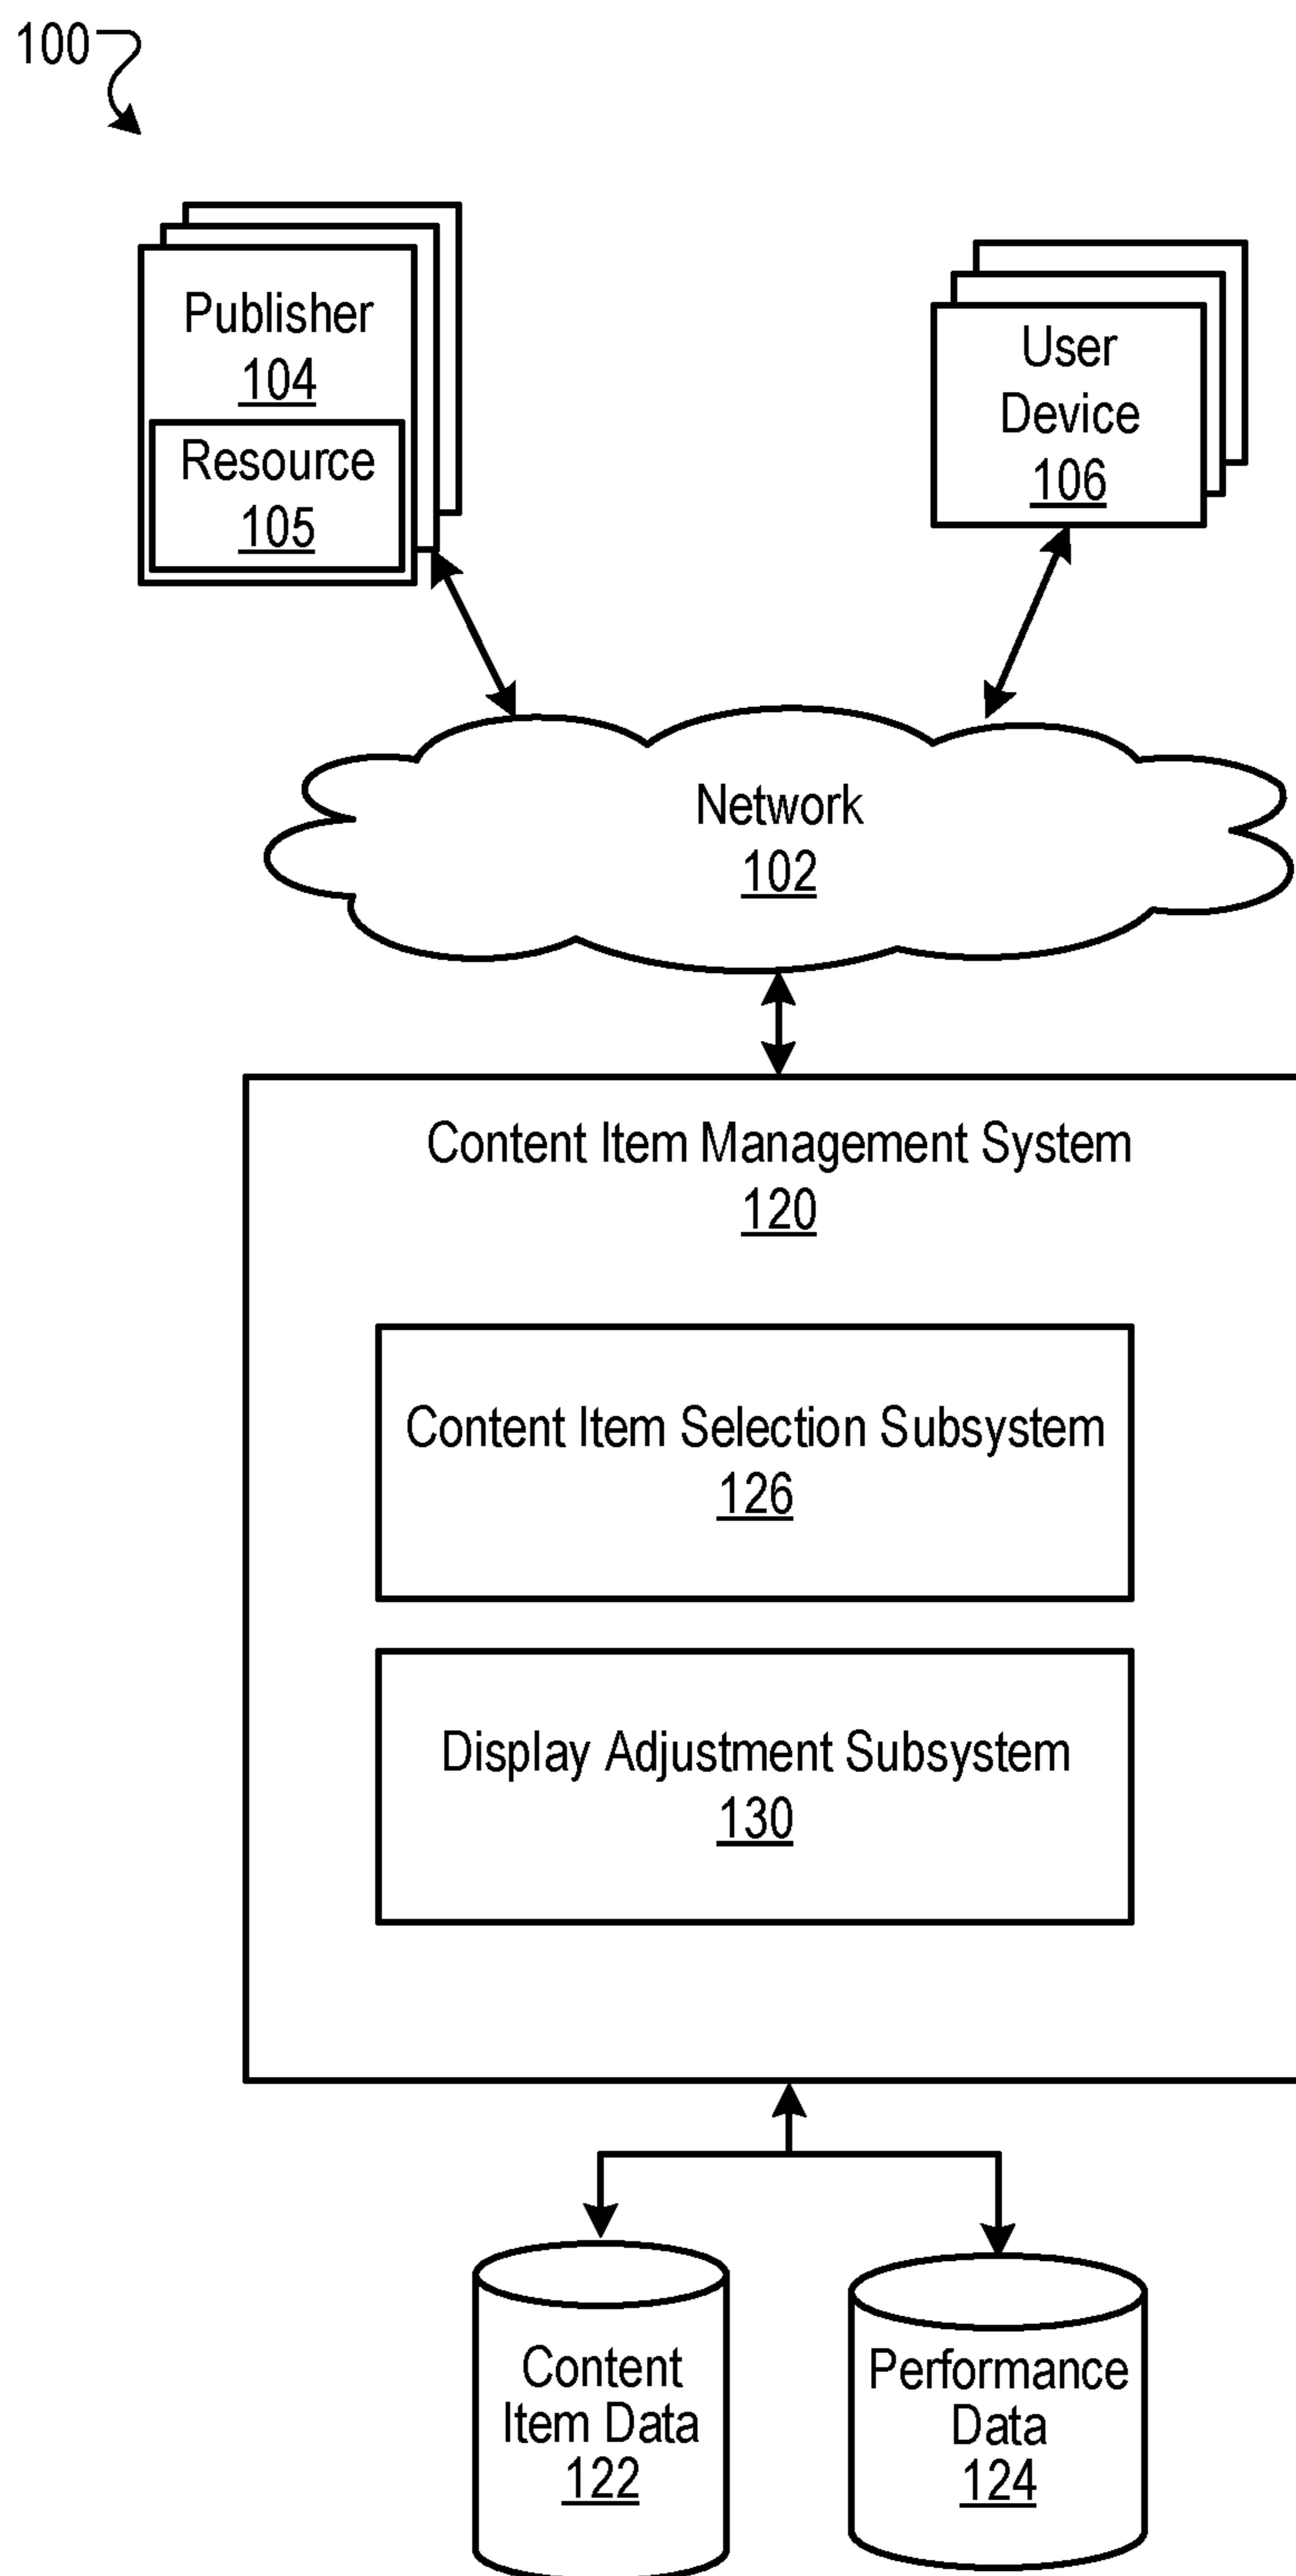 100
Publisher
104
Resource
105
User
Device
106
Network
102
Content Item Management System
120
Content Item Selection Subsystem
126
Display Adjustment Subsystem
130
Content
Item Data
122
Performance
Data
124